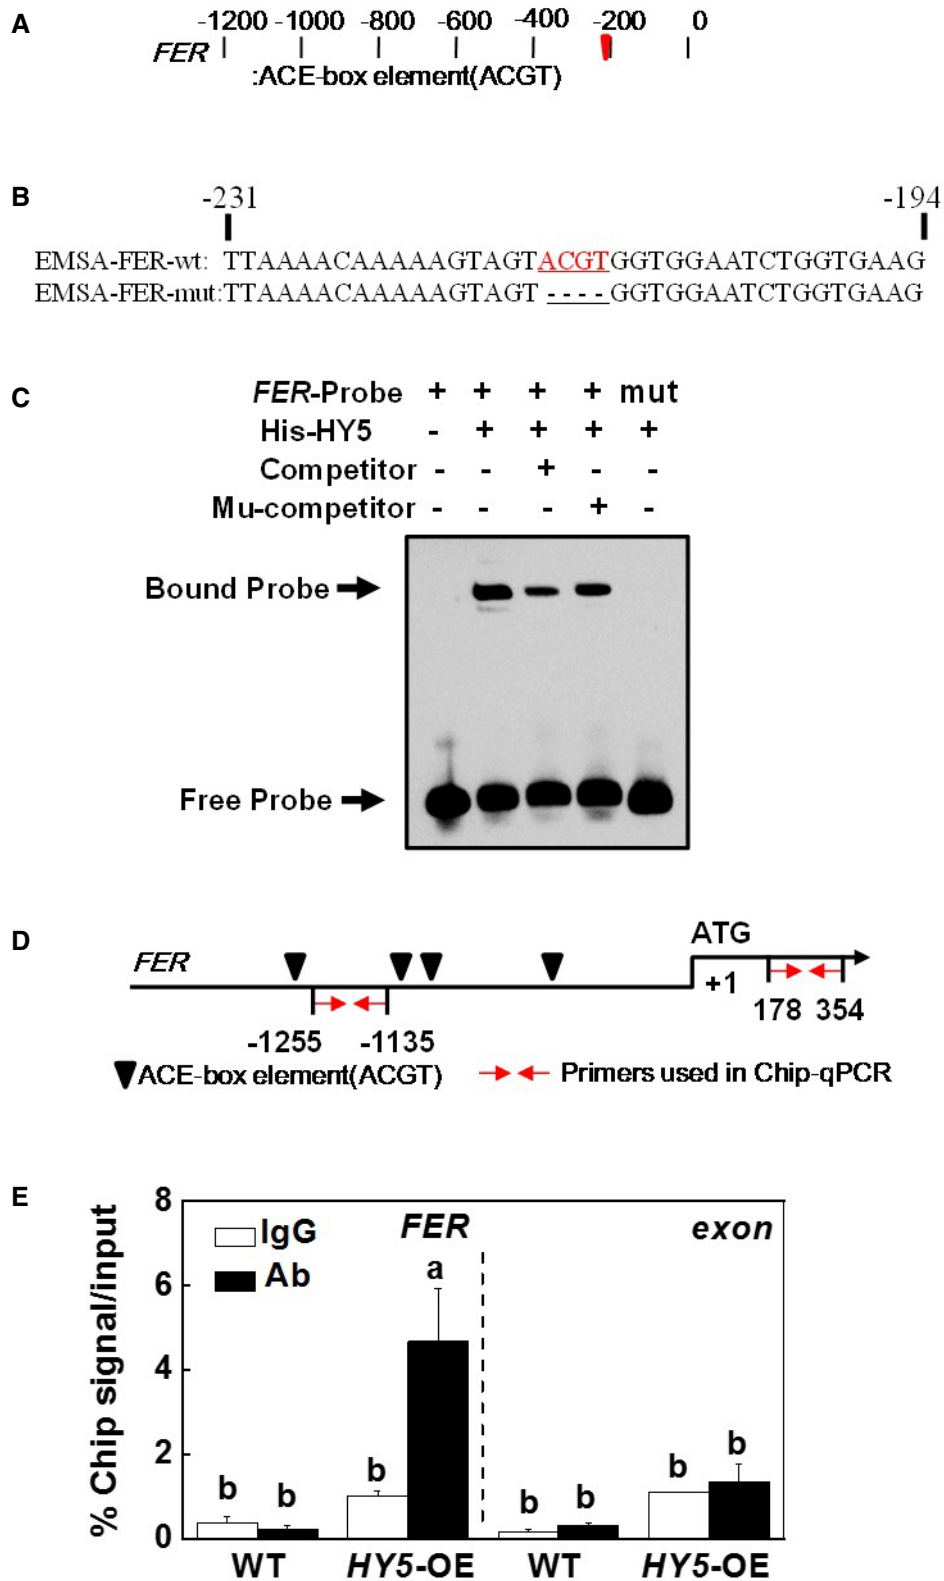 A
-1200 -1000 -800 -600 -400 -200 0
FER
:ACE-box element(ACGT)
B
-231 -194
EMSA-FER-wt: TTAAAACAAAAAGTAGTACGTGGTGGAATCTGGTGAAG
EMSA-FER-mut:TTAAAACAAAAAGTAGT ----GGTGGAATCTGGTGAAG
C
FER-Probe + + + + mut
His-HY5 - + + + +
Competitor - - + - -
Mu-competitor - - - + -
Bound Probe
Free Probe
D
FER
ATG
+1
178 354
-1255 -1135
ACE-box element(ACGT) Primers used in Chip-qPCR
E
% Chip signal/input
8
6
4
2
0
IgG
Ab
FER
exon
a
b b b b b b b
WT HY5-OE WT HY5-OE